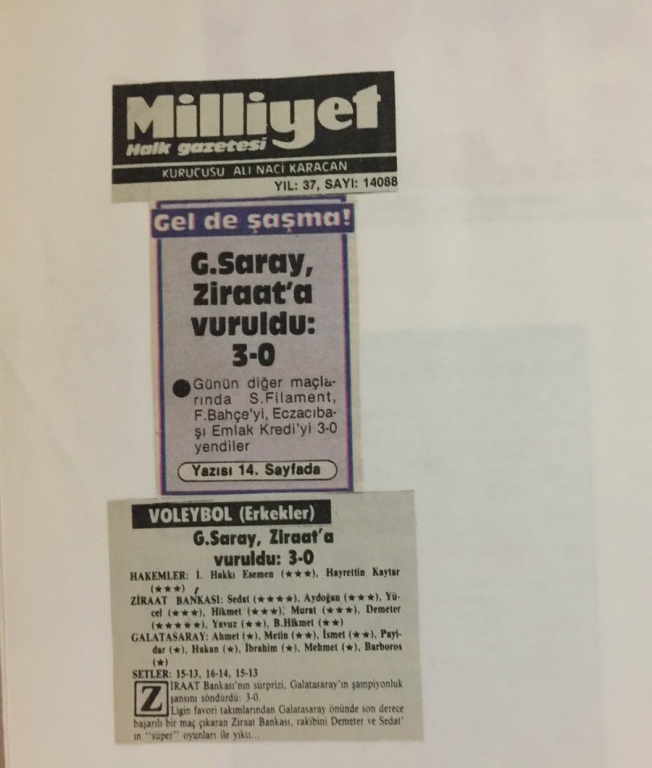 Milliyet
Halk gazetesi
KURUCUSU ALİ NACİ KARACAN
YIL: 37, SAYI: 14088
Gel de şaşma!
G.Saray,
Ziraat'a
vuruldu:
3-0
● Günün diğer maçla-
rında S.Filament,
F.Bahçe'yi, Eczacıba-
şı Emlak Kredi'yi 3-0
yendiler
Yazısı 14. Sayfada
VOLEYBOL (Erkekler)
G.Saray, Ziraat'a
vuruldu: 3-0
HAKEMLER: İ. Hakkı Esemen (★★★), Hayrettin Kaytar
(★★★)
ZİRAAT BANKASI: Sedat (★★★★), Aydoğan (★★★), Yü-
cel (★★★), Hikmet (★★★), Murat (★★★), Demeter
(★★★★★), Yavuz (★★), B.Hikmet (★★)
GALATASARAY: Ahmet (★), Metin (★★), İsmet (★★), Payi-
dar (★), Hakan (★), İbrahim (★), Mehmet (★), Barboros
(★)
SETLER: 15-13, 16-14, 15-13
ZİRAAT Bankası'nın sürprizi, Galatasaray'ın şampiyonluk
şansını söndürdü: 3-0.
Ligin favori takımlarından Galatasaray önünde son derece
başarılı bir maç çıkaran Ziraat Bankası, rakibini Demeter ve Sedat'
ın "süper" oyunları ile yıktı...